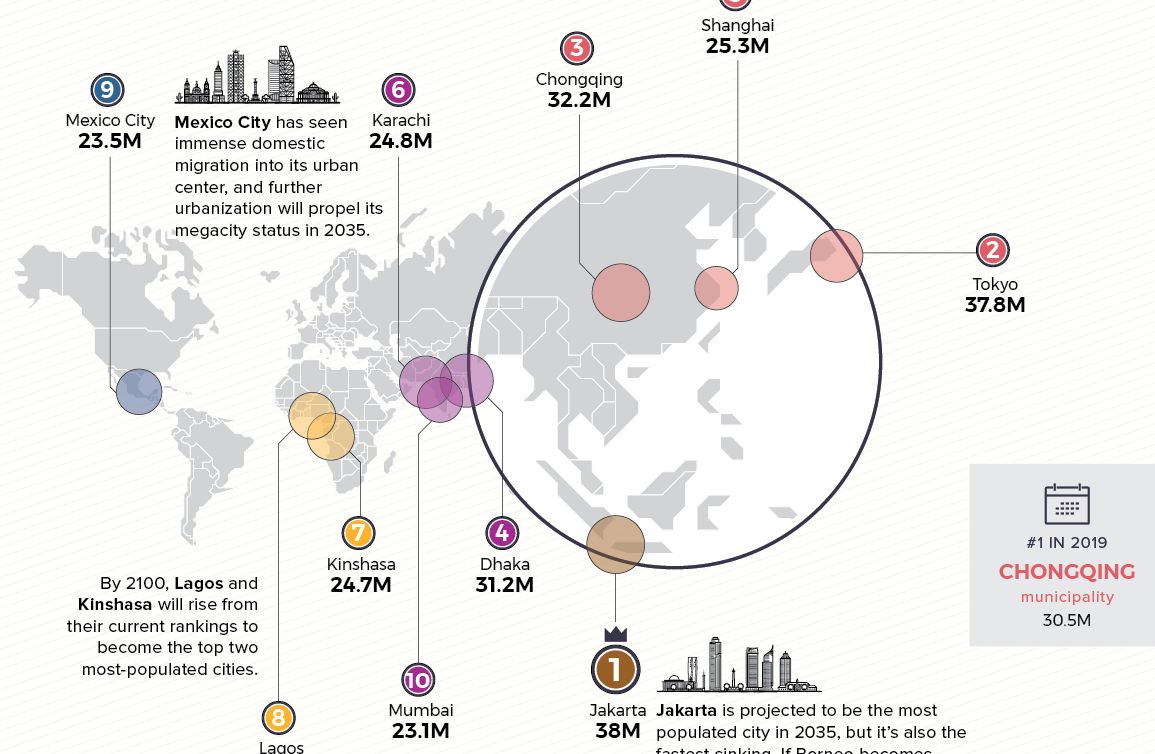 Shanghai
25.3M
3
Chongqing
32.2M
9
Mexico City
23.5M
Mexico City has seen
immense domestic
migration into its urban
center, and further
urbanization will propel its
megacity status in 2035.
6
Karachi
24.8M
2
Tokyo
37.8M
7
Kinshasa
24.7M
4
Dhaka
31.2M
#1 IN 2019
CHONGQING
municipality
30.5M
By 2100, Lagos and
Kinshasa will rise from
their current rankings to
become the top two
most-populated cities.
8
Lagos
10
Mumbai
23.1M
1
Jakarta
38M
Jakarta is projected to be the most
populated city in 2035, but it's also the
fastest sinking. If Borneo becomes